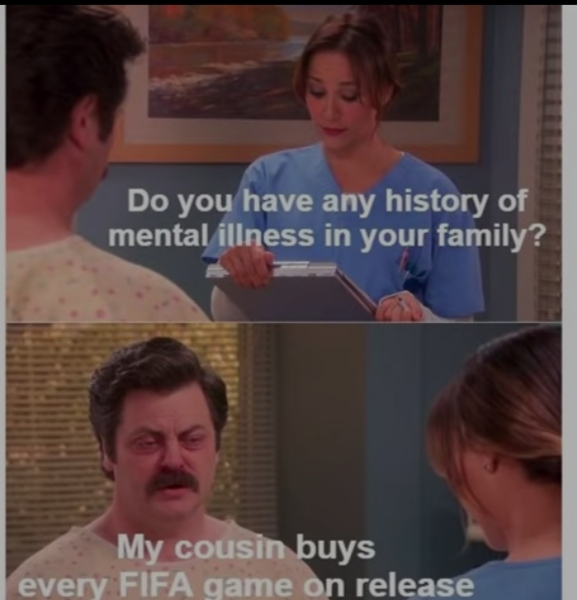 Do you have any history of
mental illness in your family?
My cousin buys
every FIFA game on release